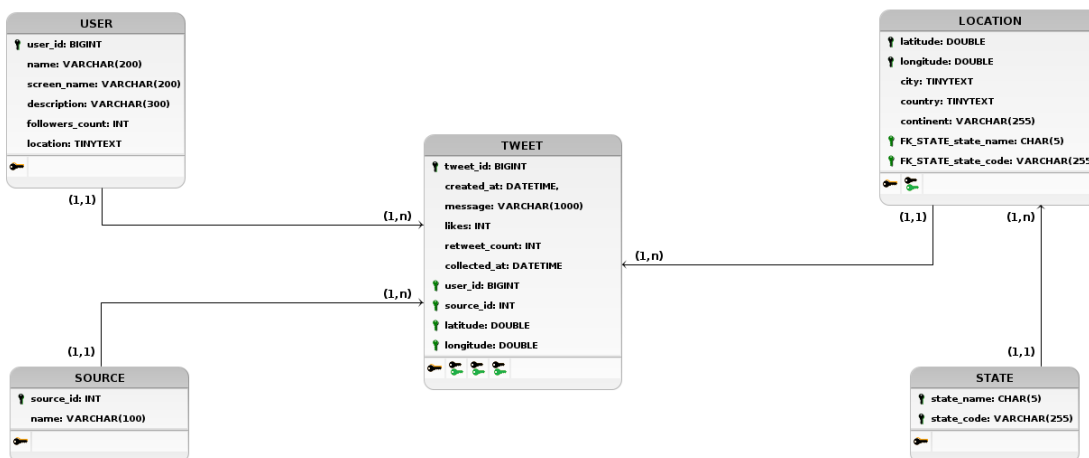 USER
user_id: BIGINT
name: VARCHAR(200)
screen_name: VARCHAR(200)
description: VARCHAR(300)
followers_count: INT
location: TINYTEXT
(1,1)
(1,n)
LOCATION
latitude: DOUBLE
longitude: DOUBLE
city: TINYTEXT
country: TINYTEXT
continent: VARCHAR(255)
FK_STATE_state_name: CHAR(5)
FK_STATE_state_code: VARCHAR(255
(1,1)
(1,n)
TWEET
tweet_id: BIGINT
created_at: DATETIME,
message: VARCHAR(1000)
likes: INT
retweet_count: INT
collected_at: DATETIME
user_id: BIGINT
source_id: INT
latitude: DOUBLE
longitude: DOUBLE
(1,n)
(1,n)
(1,1)
SOURCE
source_id: INT
name: VARCHAR(100)
(1,1)
STATE
state_name: CHAR(5)
state_code: VARCHAR(255)